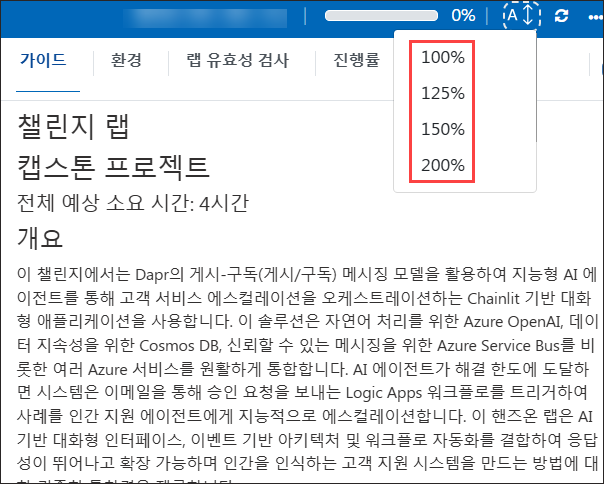 0% A
가이드 환경 랩 유효성 검사 진행률
100%
125%
150%
200%
챌린지 랩
캡스톤 프로젝트
전체 예상 소요 시간: 4시간
개요
이 챌린지에서는 Dapr의 게시-구독(게시/구독) 메시징 모델을 활용하여 지능형 AI 에
이전트를 통해 고객 서비스 에스컬레이션을 오케스트레이션하는 Chainlit 기반 대화
형 애플리케이션을 사용합니다. 이 솔루션은 자연어 처리를 위한 Azure OpenAI, 데이
터 지속성을 위한 Cosmos DB, 신뢰할 수 있는 메시징을 위한 Azure Service Bus를 비
롯한 여러 Azure 서비스를 원활하게 통합합니다. AI 에이전트가 해결 한도에 도달하
면 시스템은 이메일을 통해 승인 요청을 보내는 Logic Apps 워크플로를 트리거하여
사례를 인간 지원 에이전트에게 지능적으로 에스컬레이션합니다. 이 핸즈온 랩은 AI
기반 대화형 인터페이스, 이벤트 기반 아키텍처 및 워크플로 자동화를 결합하여 응답
성이 뛰어나고 확장 가능하며 인간을 인식하는 고객 지원 시스템을 만드는 방법에 대